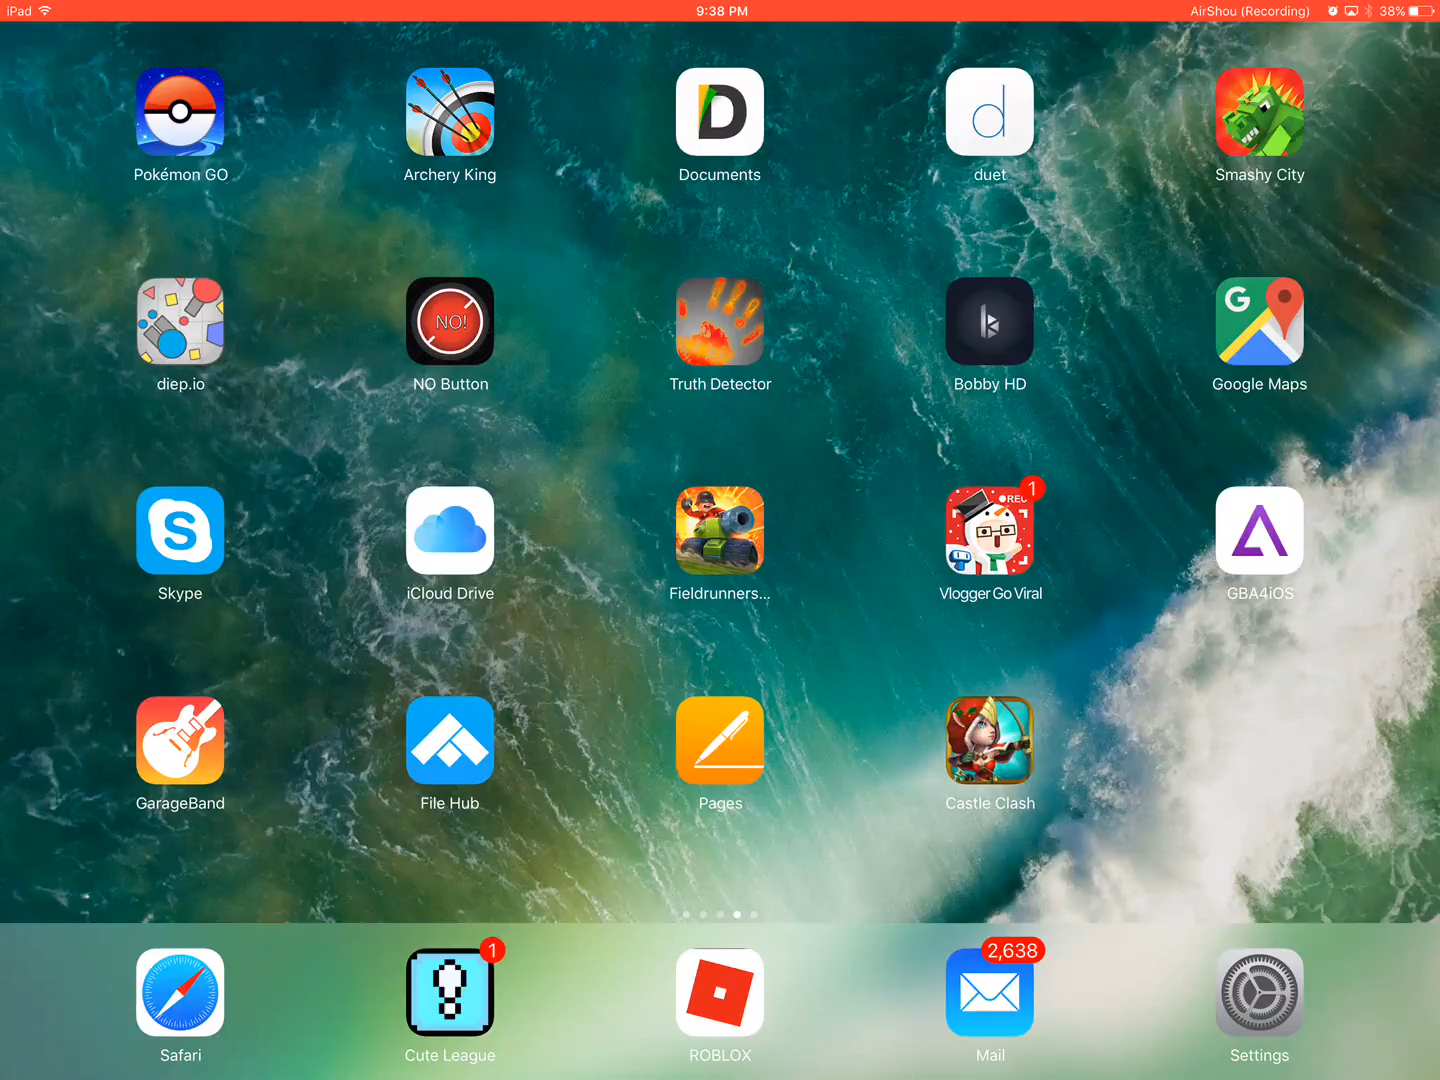 iPad 9:38 PM AirShou (Recording) 38%
Pokémon GO Archery King Documents duet Smashy City
NO! G
diep.io NO Button Truth Detector Bobby HD Google Maps
REC 1
S
Skype iCloud Drive Fieldrunners... Vlogger Go Viral GBA4iOS
GarageBand File Hub Pages Castle Clash
1 2,638
Safari Cute League ROBLOX Mail Settings